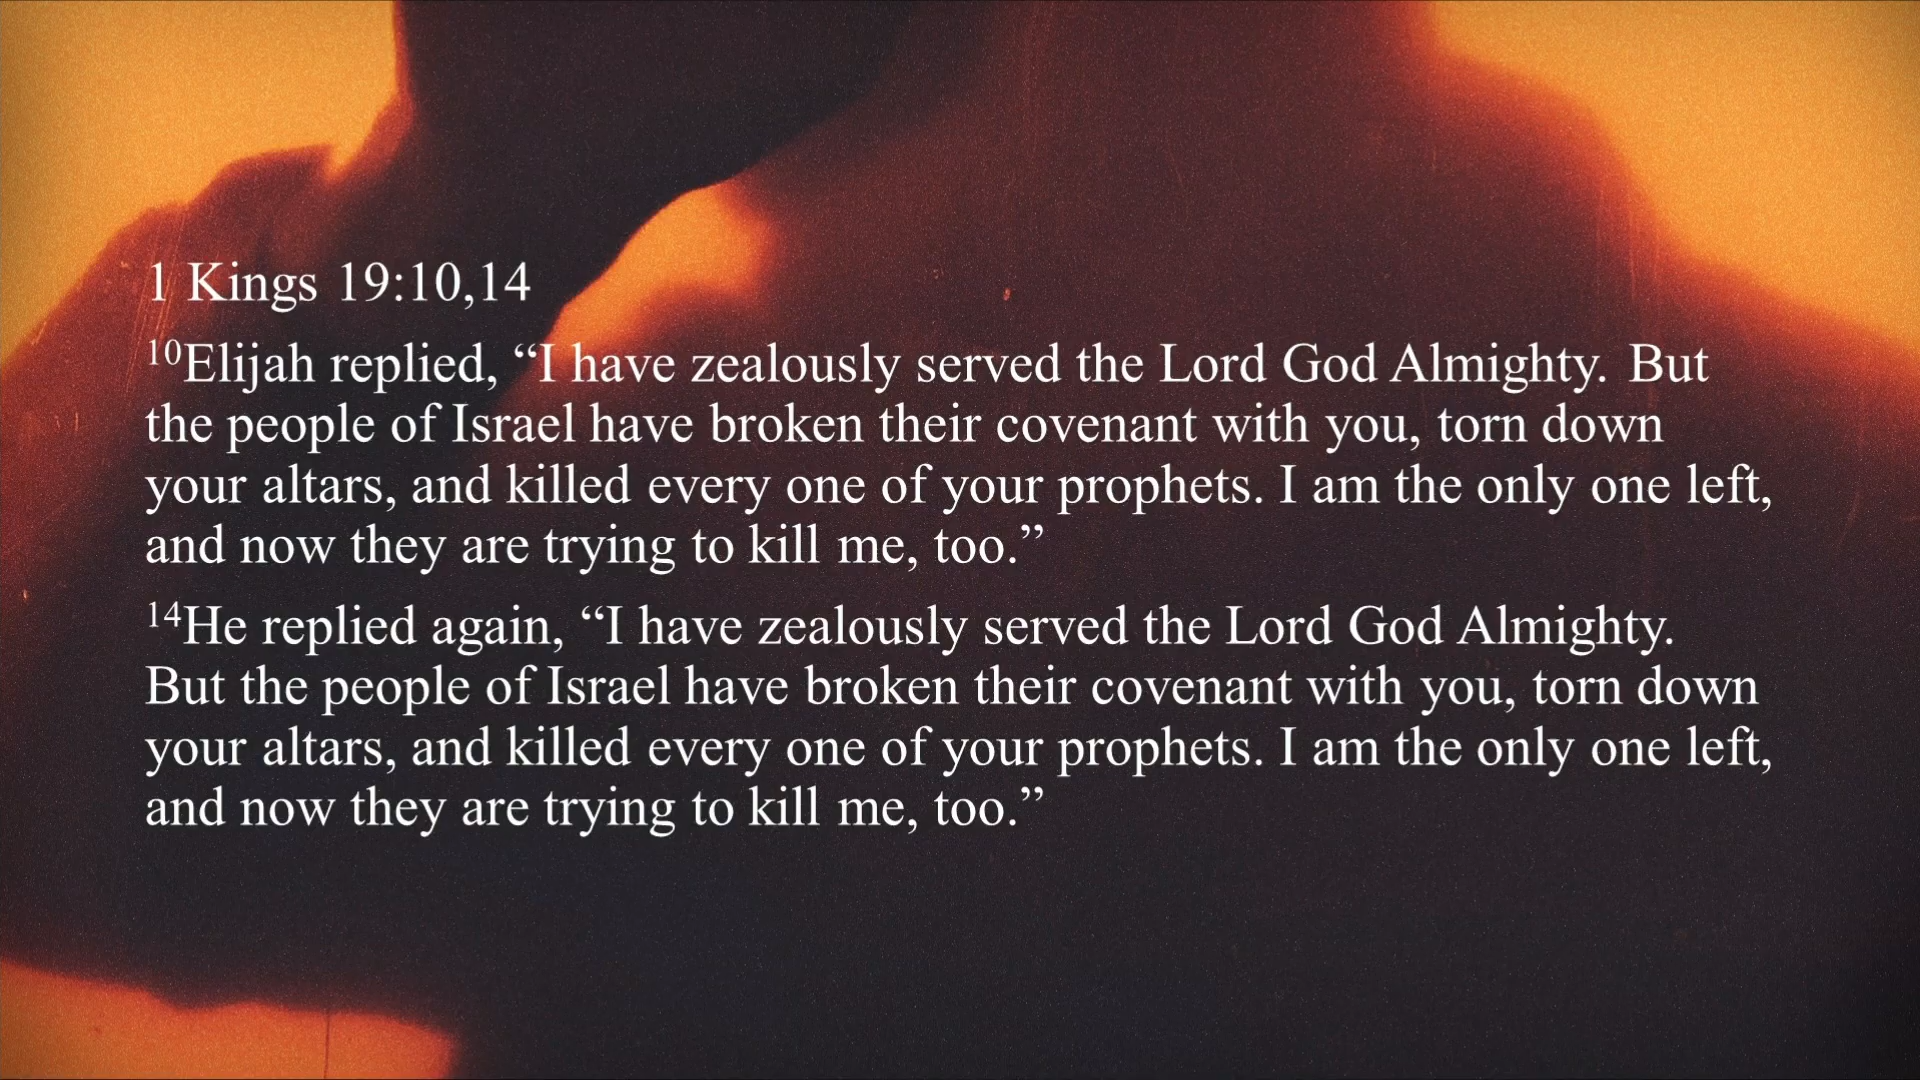 1 Kings 19:10,14
10Elijah replied, “I have zealously served the Lord God Almighty. But
the people of Israel have broken their covenant with you, torn down
your altars, and killed every one of your prophets. I am the only one left,
and now they are trying to kill me, too.”
14He replied again, “I have zealously served the Lord God Almighty.
But the people of Israel have broken their covenant with you, torn down
your altars, and killed every one of your prophets. I am the only one left,
and now they are trying to kill me, too.”